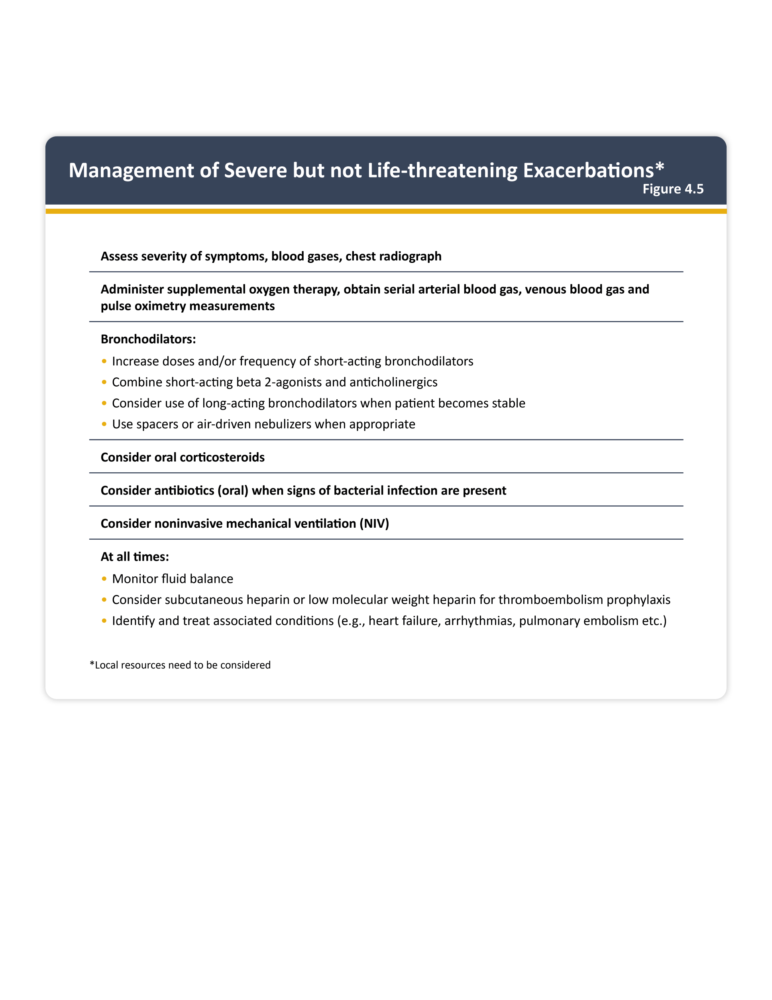 Management of Severe but not Life-threatening Exacerbations*
Figure 4.5
Assess severity of symptoms, blood gases, chest radiograph
Administer supplemental oxygen therapy, obtain serial arterial blood gas, venous blood gas and
pulse oximetry measurements
Bronchodilators:
• Increase doses and/or frequency of short-acting bronchodilators
• Combine short-acting beta 2-agonists and anticholinergics
• Consider use of long-acting bronchodilators when patient becomes stable
• Use spacers or air-driven nebulizers when appropriate
Consider oral corticosteroids
Consider antibiotics (oral) when signs of bacterial infection are present
Consider noninvasive mechanical ventilation (NIV)
At all times:
• Monitor fluid balance
• Consider subcutaneous heparin or low molecular weight heparin for thromboembolism prophylaxis
• Identify and treat associated conditions (e.g., heart failure, arrhythmias, pulmonary embolism etc.)
*Local resources need to be considered